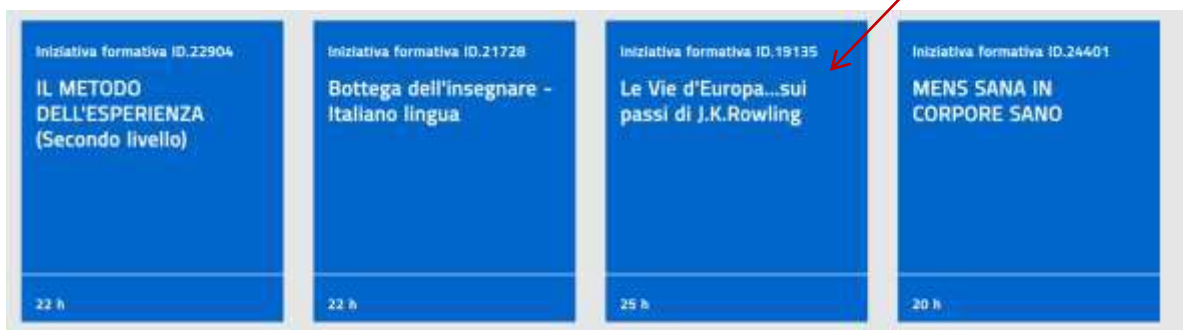 Iniziativa formativa ID.22904
IL METODO
DELL'ESPERIENZA
(Secondo livello)
22 h
Iniziativa formativa ID.21728
Bottega dell'insegnare -
Italiano lingua
22 h
Iniziativa formativa ID.19135
Le Vie d'Europa...sui
passi di J.K.Rowling
25 h
Iniziativa formativa ID.24401
MENS SANA IN
CORPORE SANO
20 h